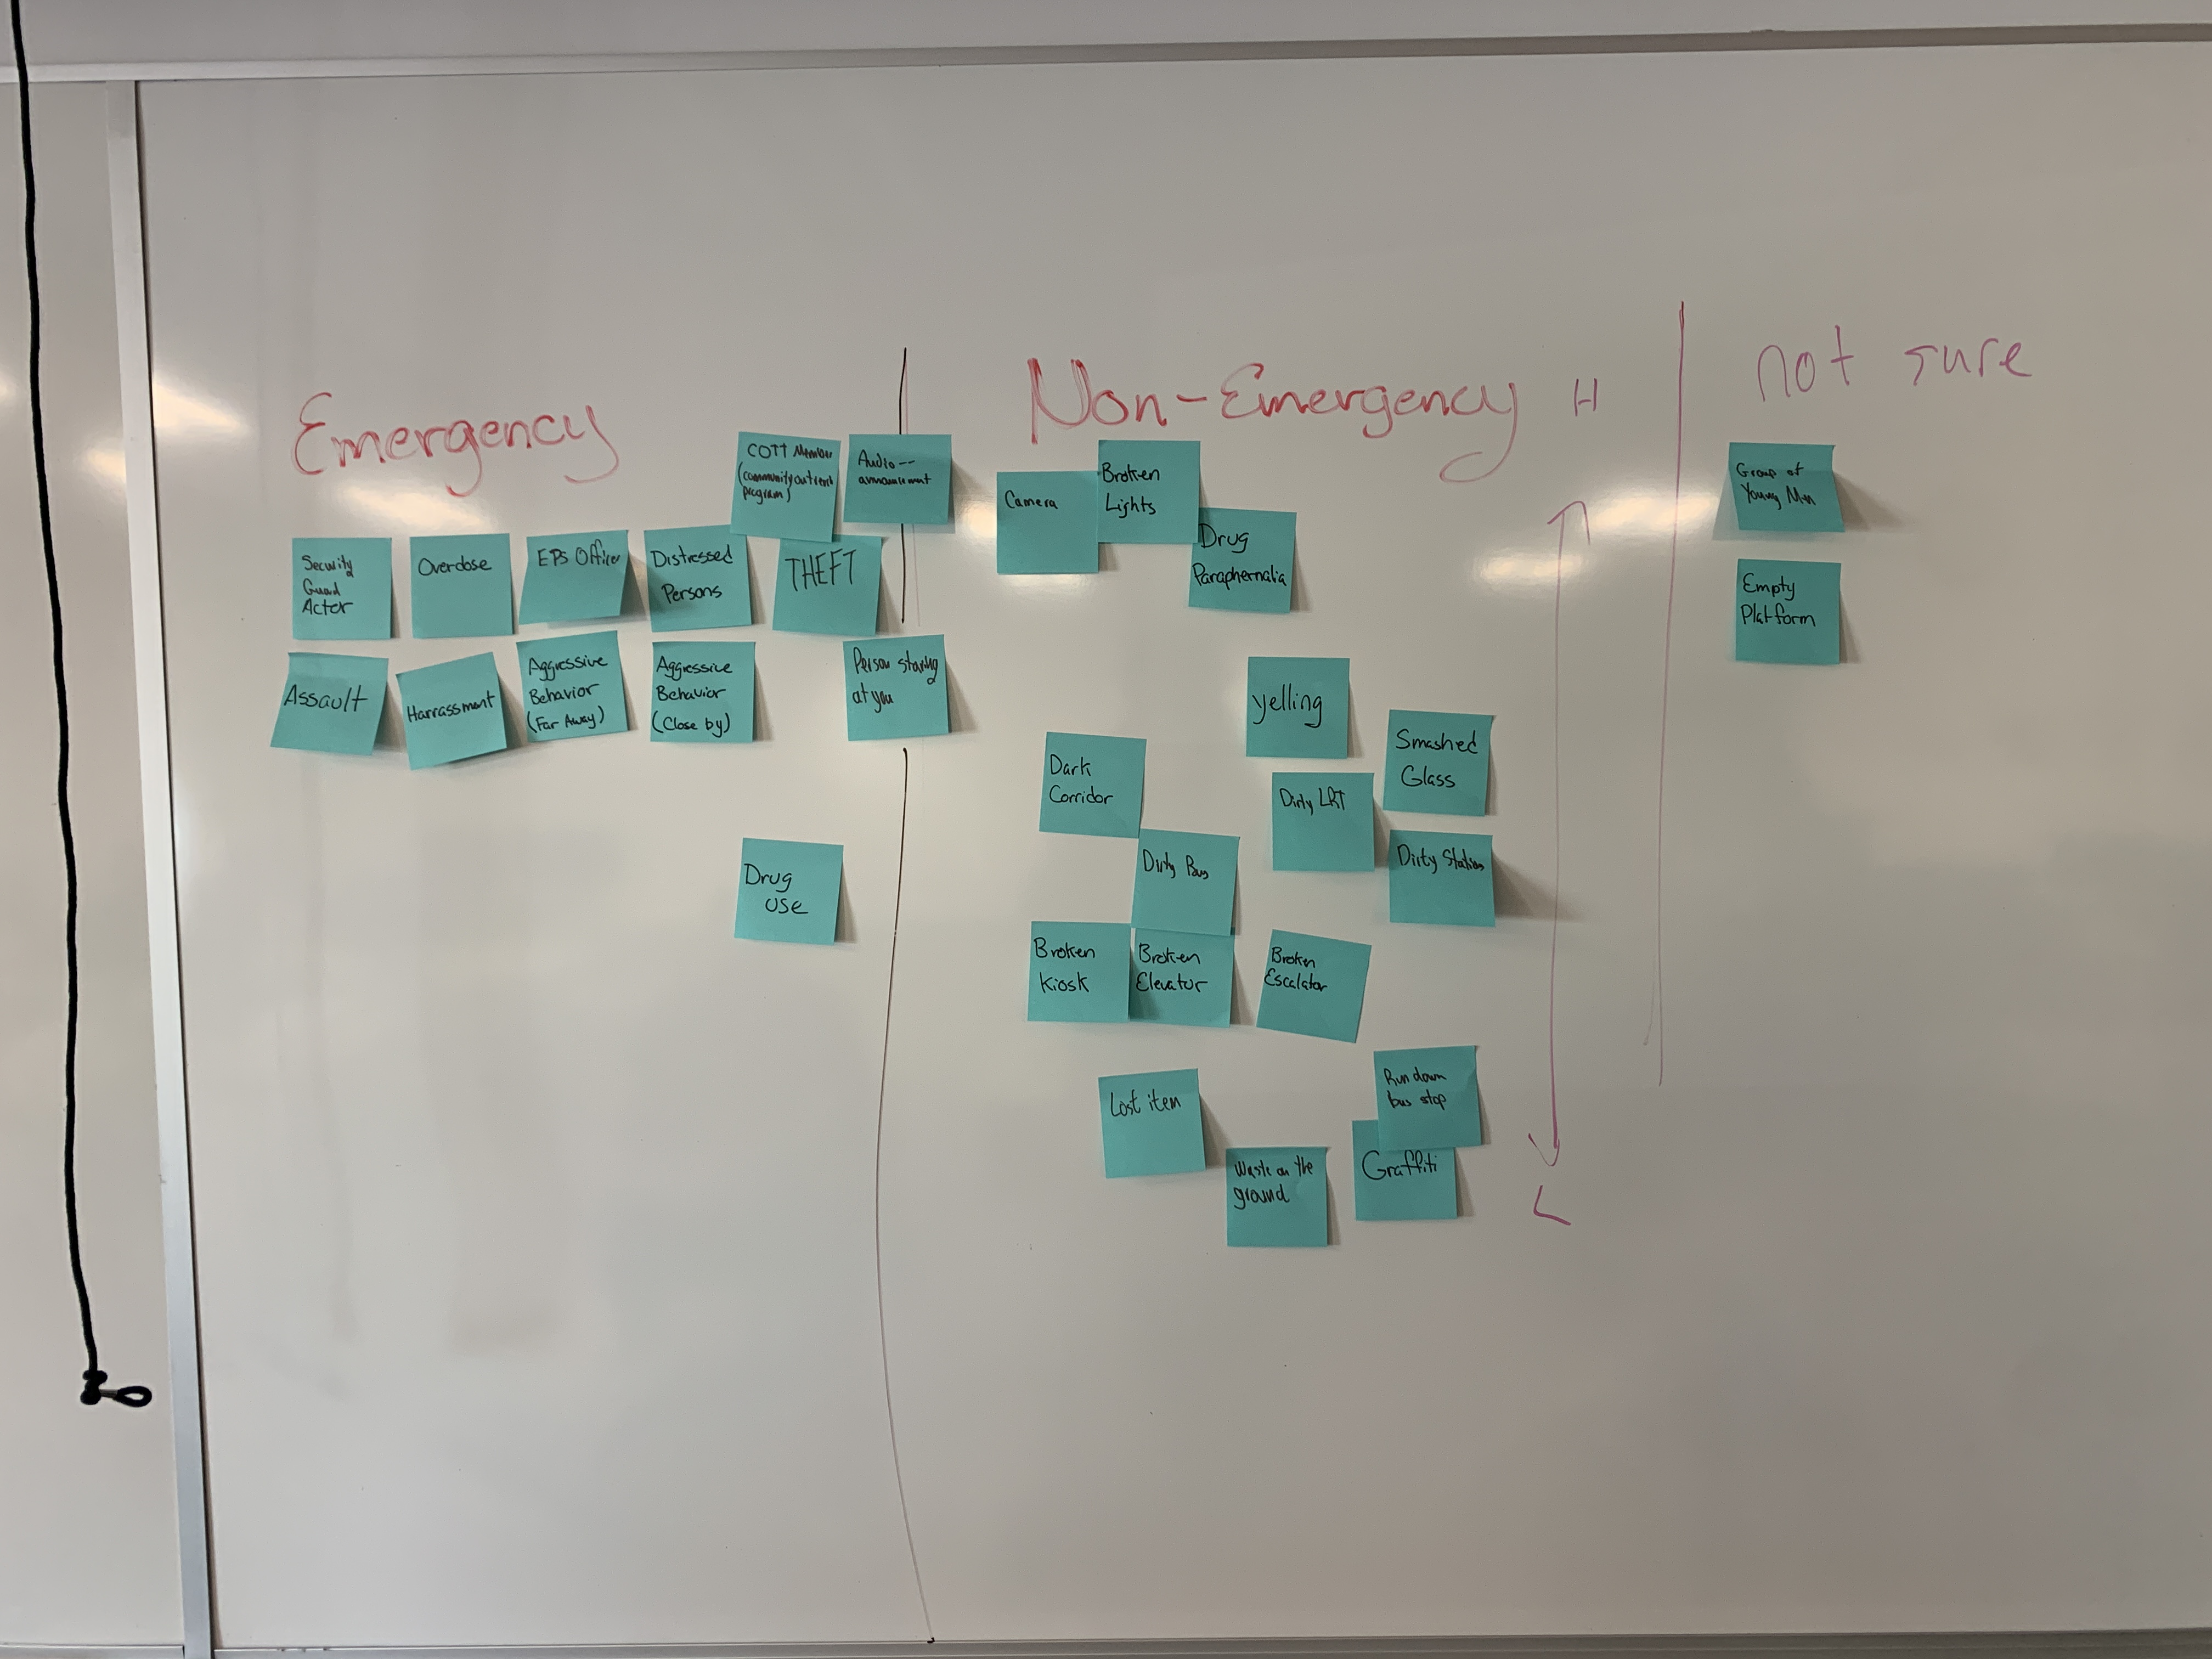 Emergency
Non-Emergency
H
not sure
COTT Member
(community outreach
program)
Audio--
announcement
Security
Guard
Actor
Overdose
EPS Officer
Distressed
Persons
THEFT
Assault
Harrassment
Aggressive
Behavior
(Far Away)
Aggressive
Behavior
(Close by)
Person staring
at you
Drug
use
Camera
Broken
Lights
Drug
Paraphernalia
yelling
Smashed
Glass
Dark
Corridor
Dirty LRT
Dirty Bus
Dirty Station
Broken
Kiosk
Broken
Elevator
Broken
Escalator
Lost item
Run down
bus stop
Waste on the
ground
Graffiti
L
Group of
Young Men
Empty
Platform